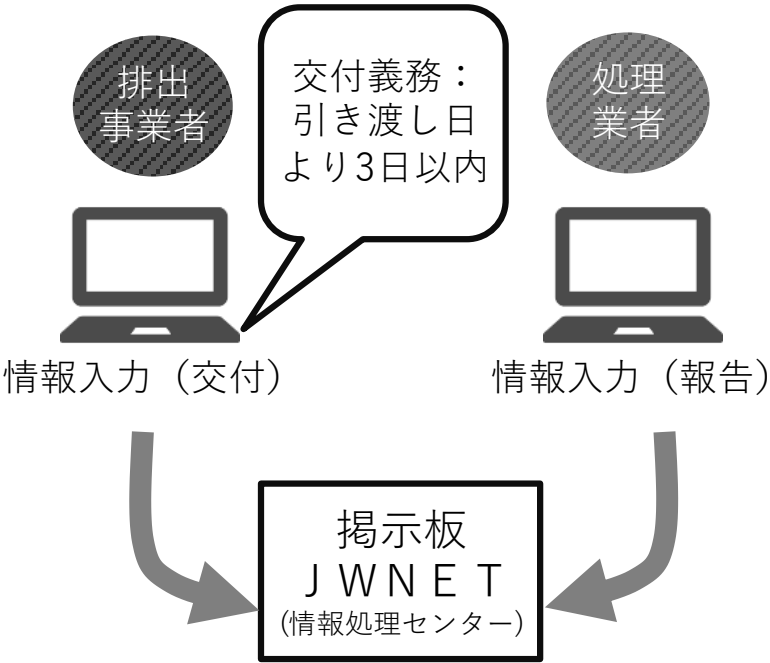 排出
事業者
交付義務：
引き渡し日
より3日以内
処理
業者
情報入力（交付）
情報入力（報告）
掲示板
ＪＷＮＥＴ
(情報処理センター)